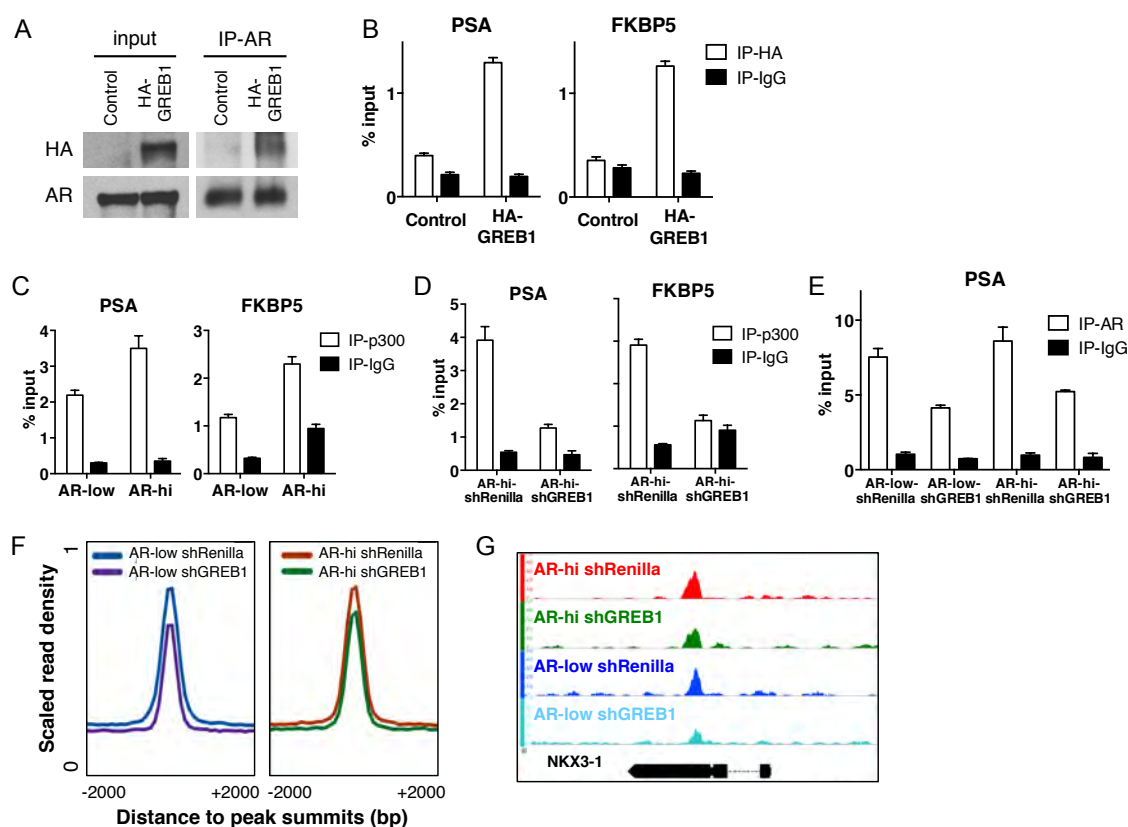 A
input
IP-AR
Control
HA-
GREB1
Control
HA-
GREB1
HA
AR
B
PSA
FKBP5
IP-HA
IP-IgG
% input
1
0
1
0
Control
HA-
GREB1
Control
HA-
GREB1
C
PSA
FKBP5
IP-p300
IP-IgG
% input
4
3
2
1
0
3
2
1
0
AR-low
AR-hi
AR-low
AR-hi
D
PSA
FKBP5
IP-p300
IP-IgG
% input
5
4
3
2
1
0
AR-hi-
shRenilla
AR-hi-
shGREB1
AR-hi-
shRenilla
AR-hi-
shGREB1
E
PSA
IP-AR
IP-IgG
% input
10
5
0
AR-low-
shRenilla
AR-low-
shGREB1
AR-hi-
shRenilla
AR-hi-
shGREB1
F
Scaled read density
1
0
AR-low shRenilla
AR-low shGREB1
AR-hi shRenilla
AR-hi shGREB1
-2000
+2000
-2000
+2000
Distance to peak summits (bp)
G
AR-hi shRenilla
AR-hi shGREB1
AR-low shRenilla
AR-low shGREB1
NKX3-1